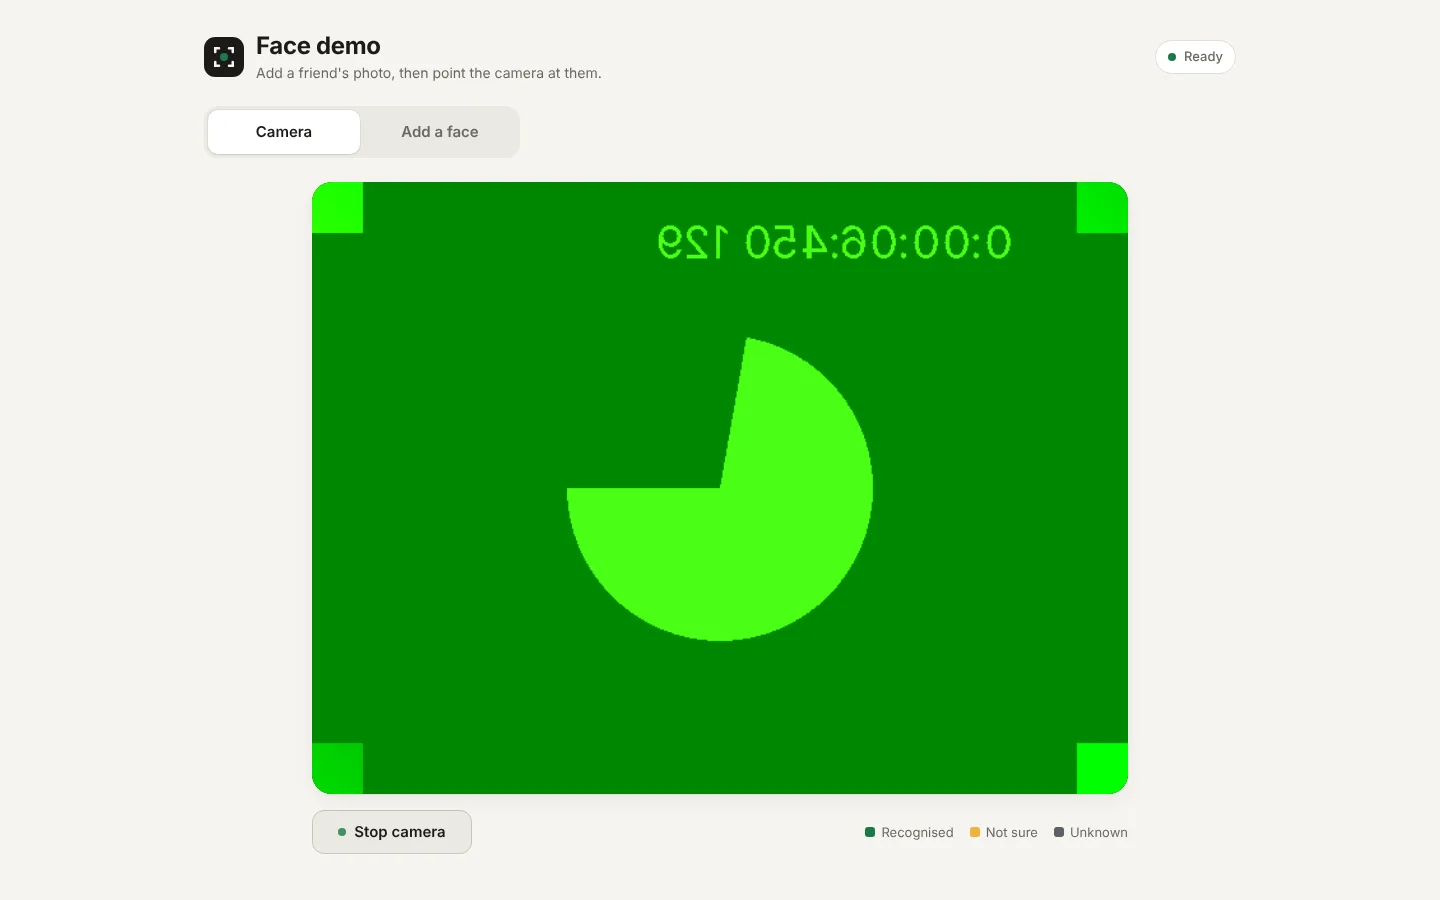 Face demo
Add a friend's photo, then point the camera at them.
Ready
Camera
Add a face
0:00:06:450 129
Stop camera
Recognised
Not sure
Unknown